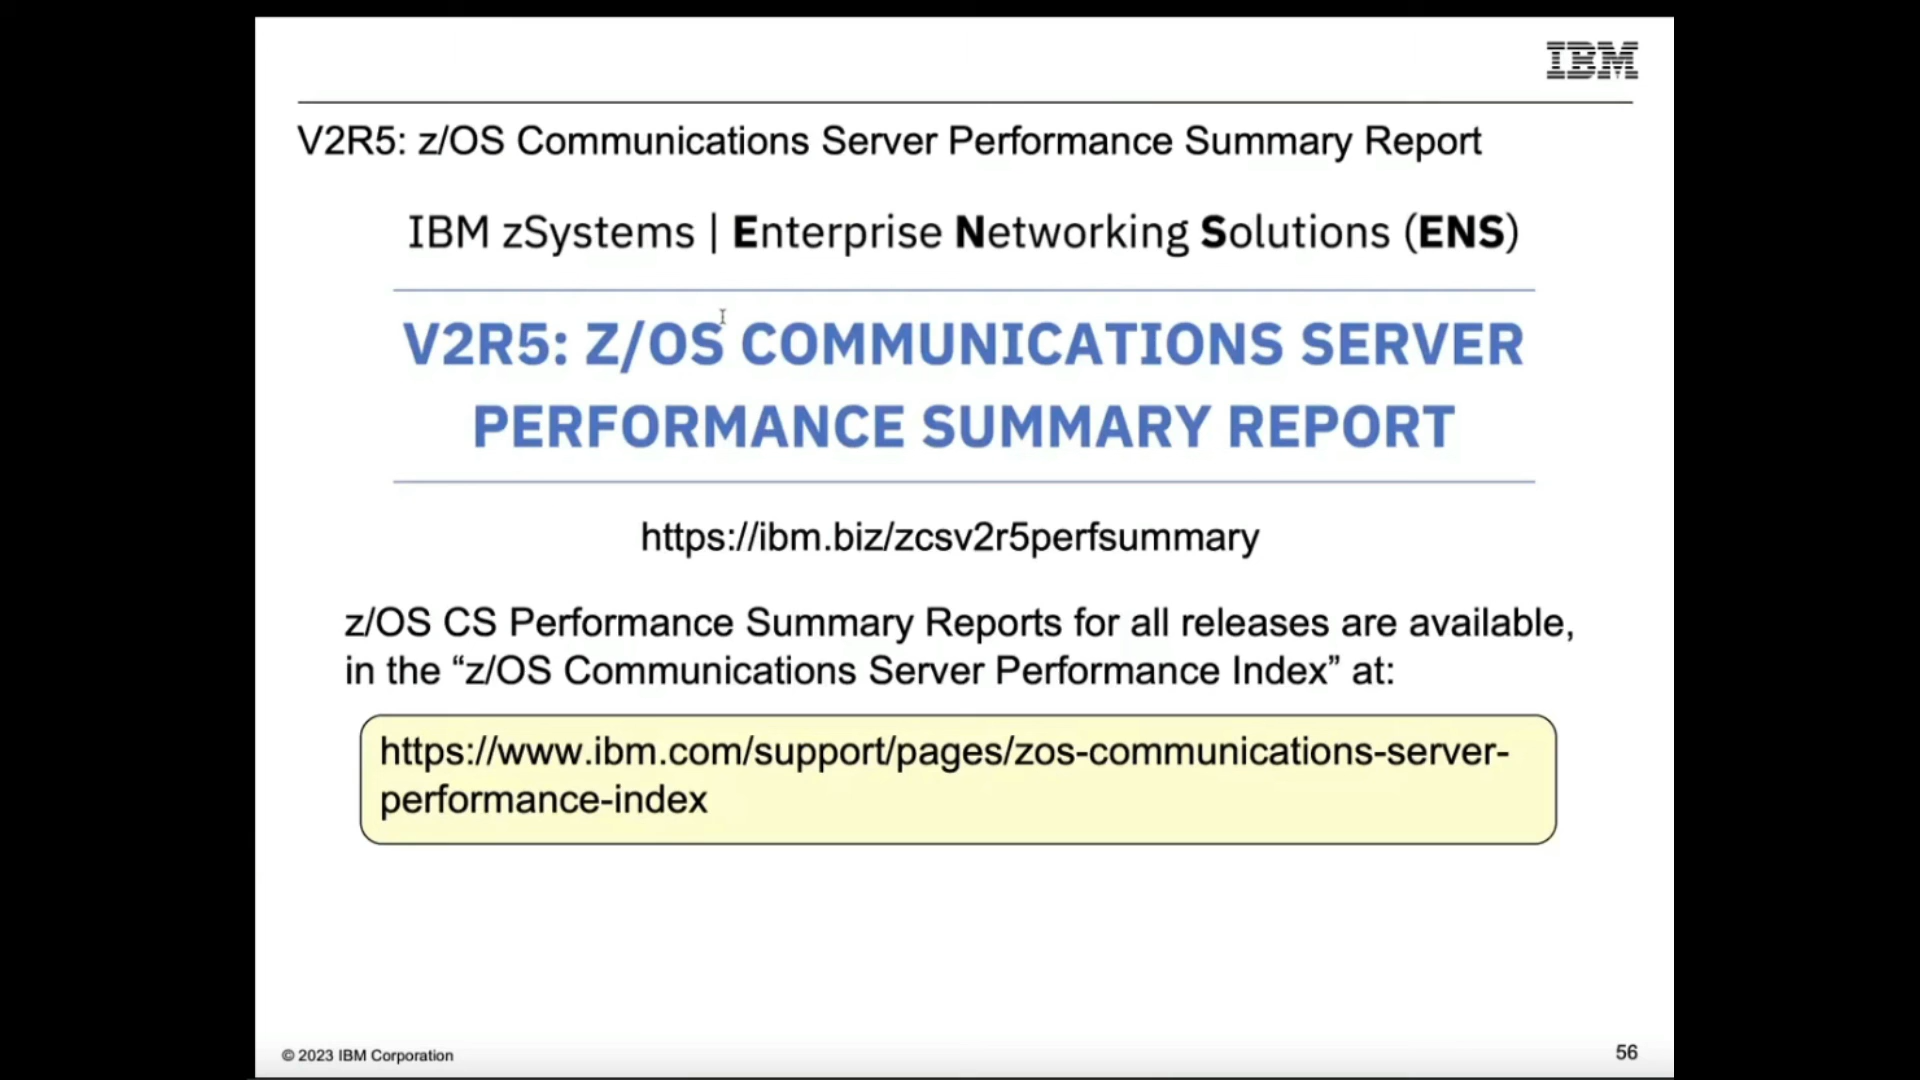 IBM
V2R5: z/OS Communications Server Performance Summary Report
IBM zSystems | Enterprise Networking Solutions (ENS)
V2R5: Z/OS COMMUNICATIONS SERVER
PERFORMANCE SUMMARY REPORT
https://ibm.biz/zcsv2r5perfsummary
z/OS CS Performance Summary Reports for all releases are available,
in the “z/OS Communications Server Performance Index” at:
https://www.ibm.com/support/pages/zos-communications-server-
performance-index
© 2023 IBM Corporation
56